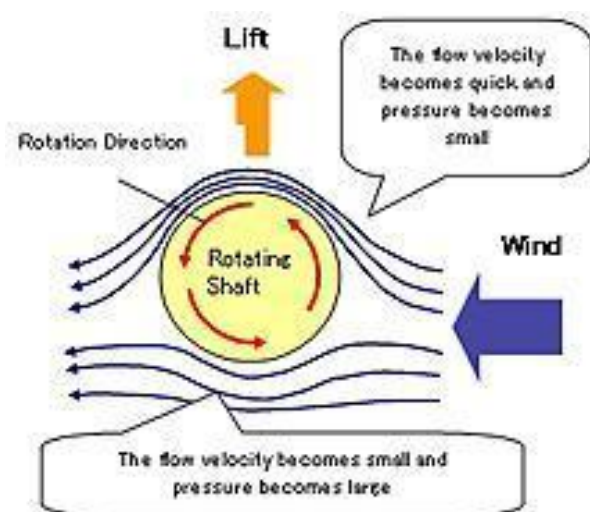 Lift
The flow velocity
becomes quick and
pressure becomes
small
Rotation Direction
Wind
Rotating
Shaft
The flow velocity becomes small and
pressure becomes large